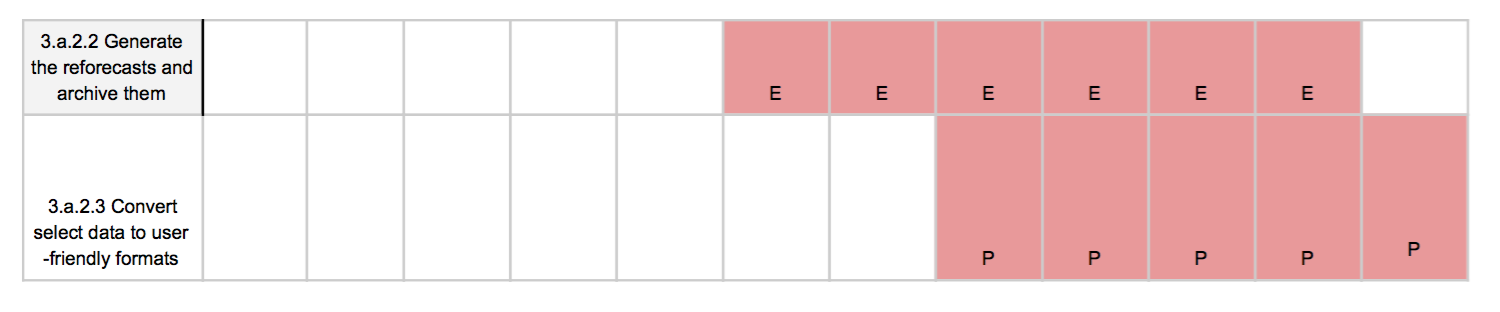 3.a.2.2 Generate
the reforecasts and
archive them
E E E E E E
3.a.2.3 Convert
select data to user
-friendly formats
P P P P P